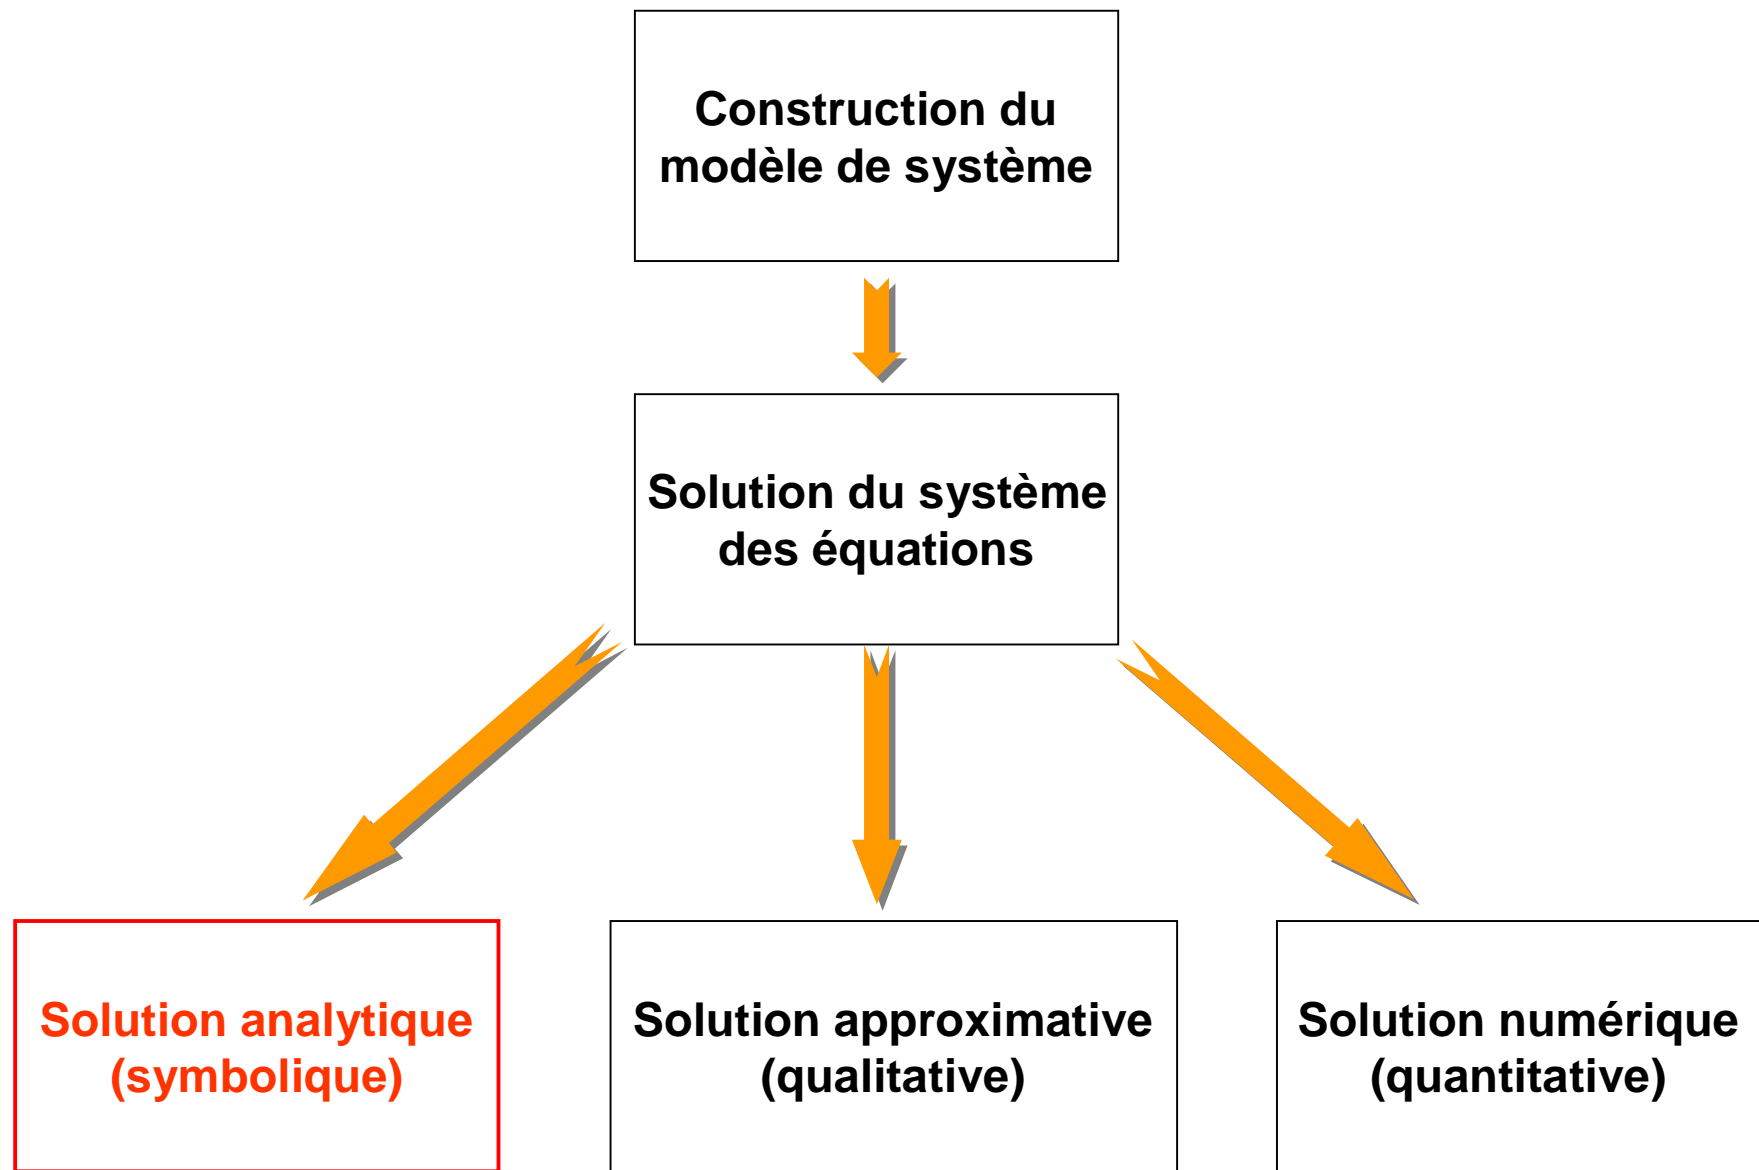 Construction du
modèle de système
Solution du système
des équations
Solution analytique
(symbolique)
Solution approximative
(qualitative)
Solution numérique
(quantitative)